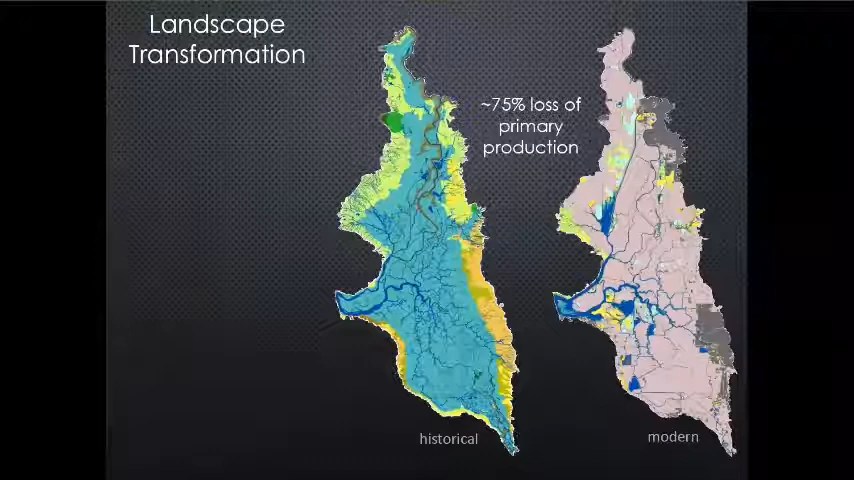 Landscape
Transformation
~75% loss of
primary
production
historical
modern